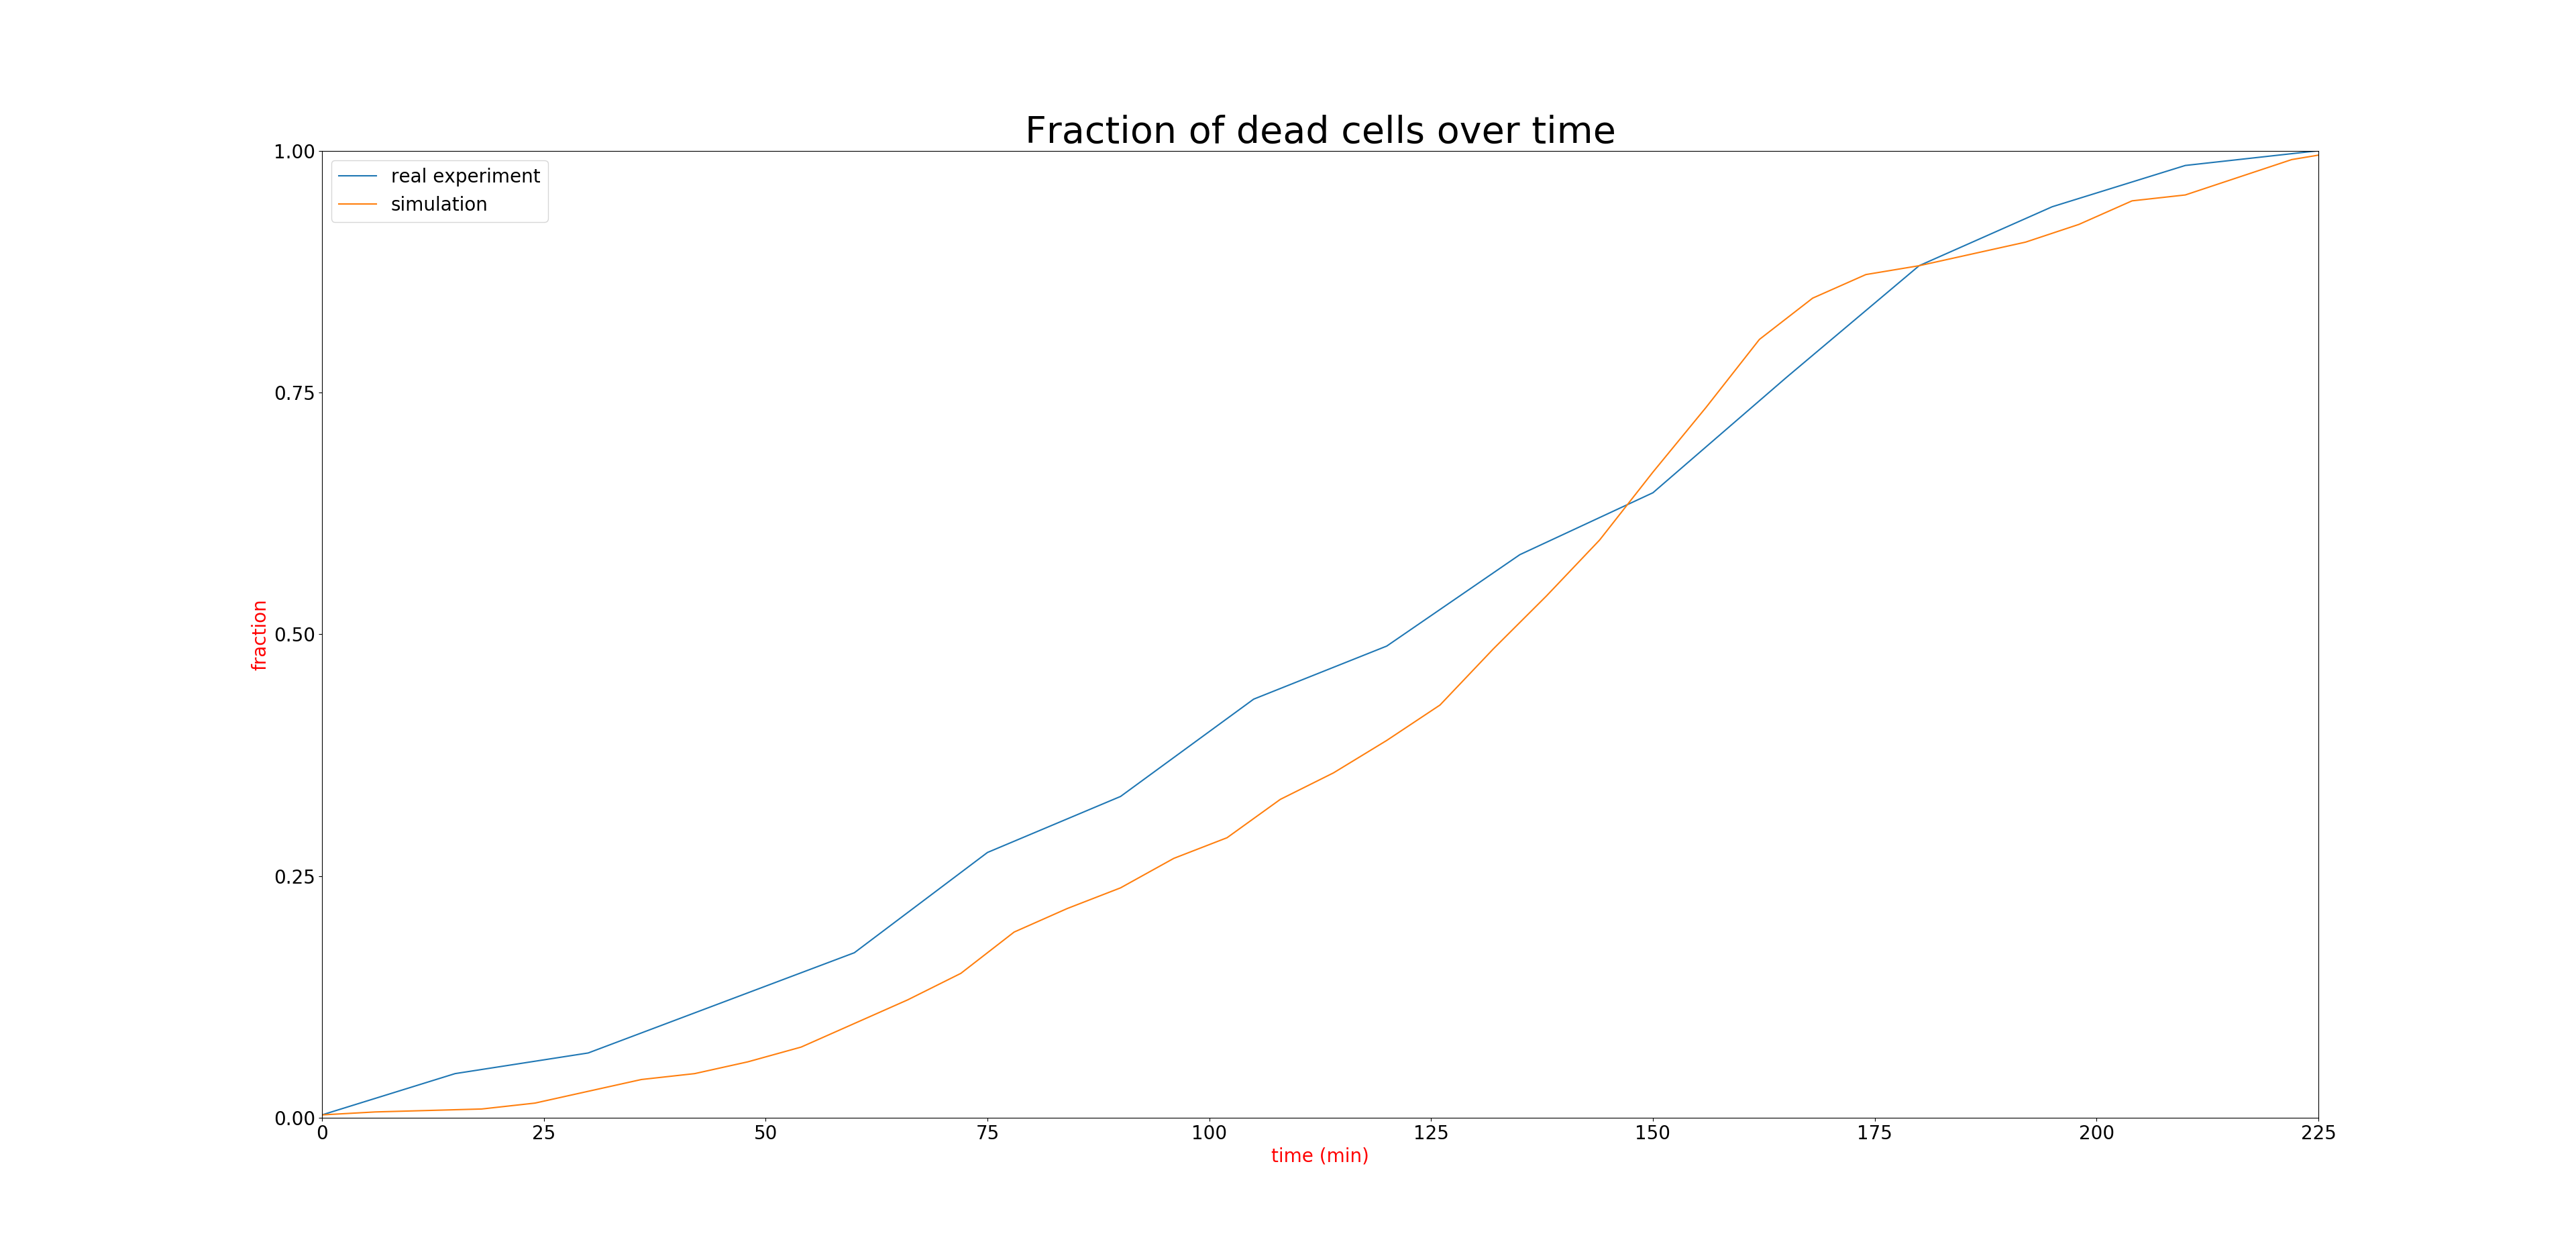 Fraction of dead cells over time
1.00
real experiment
simulation
0.75
0.50
fraction
0.25
0.00
0 25 50 75 100 125 150 175 200 225
time (min)